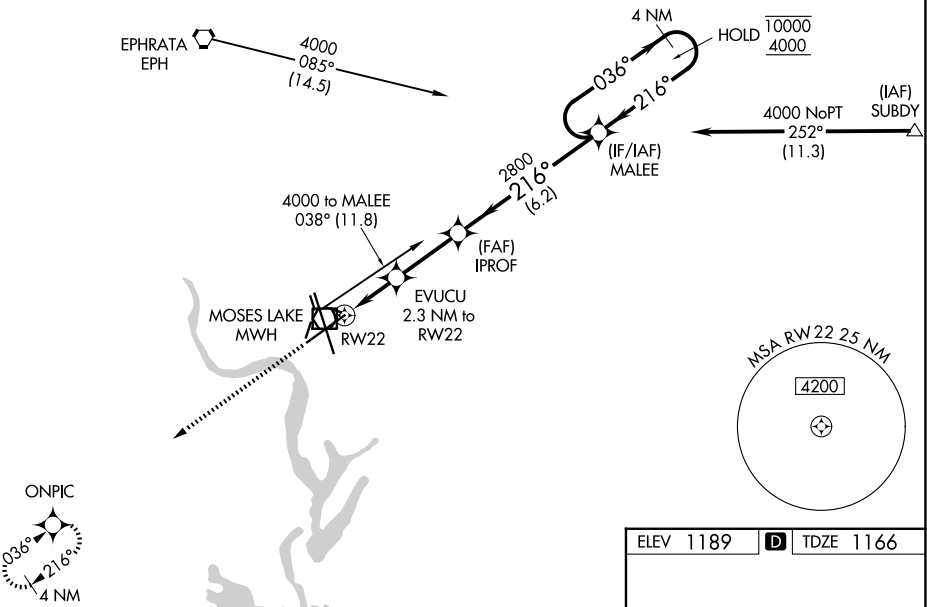 EPHRATA
EPH
4000
085°
(14.5)
4 NM
HOLD
10000
4000
036°
216°
(IF/IAF)
MALEE
(IAF)
SUBDY
4000 NoPT
252°
(11.3)
2800
216°
(6.2)
4000 to MALEE
038° (11.8)
(FAF)
IPROF
EVUCU
2.3 NM to
RW22
MOSES LAKE
MWH
RW22
MSA RW22 25 NM
4200
ONPIC
036°
216°
4 NM
ELEV 1189 D TDZE 1166